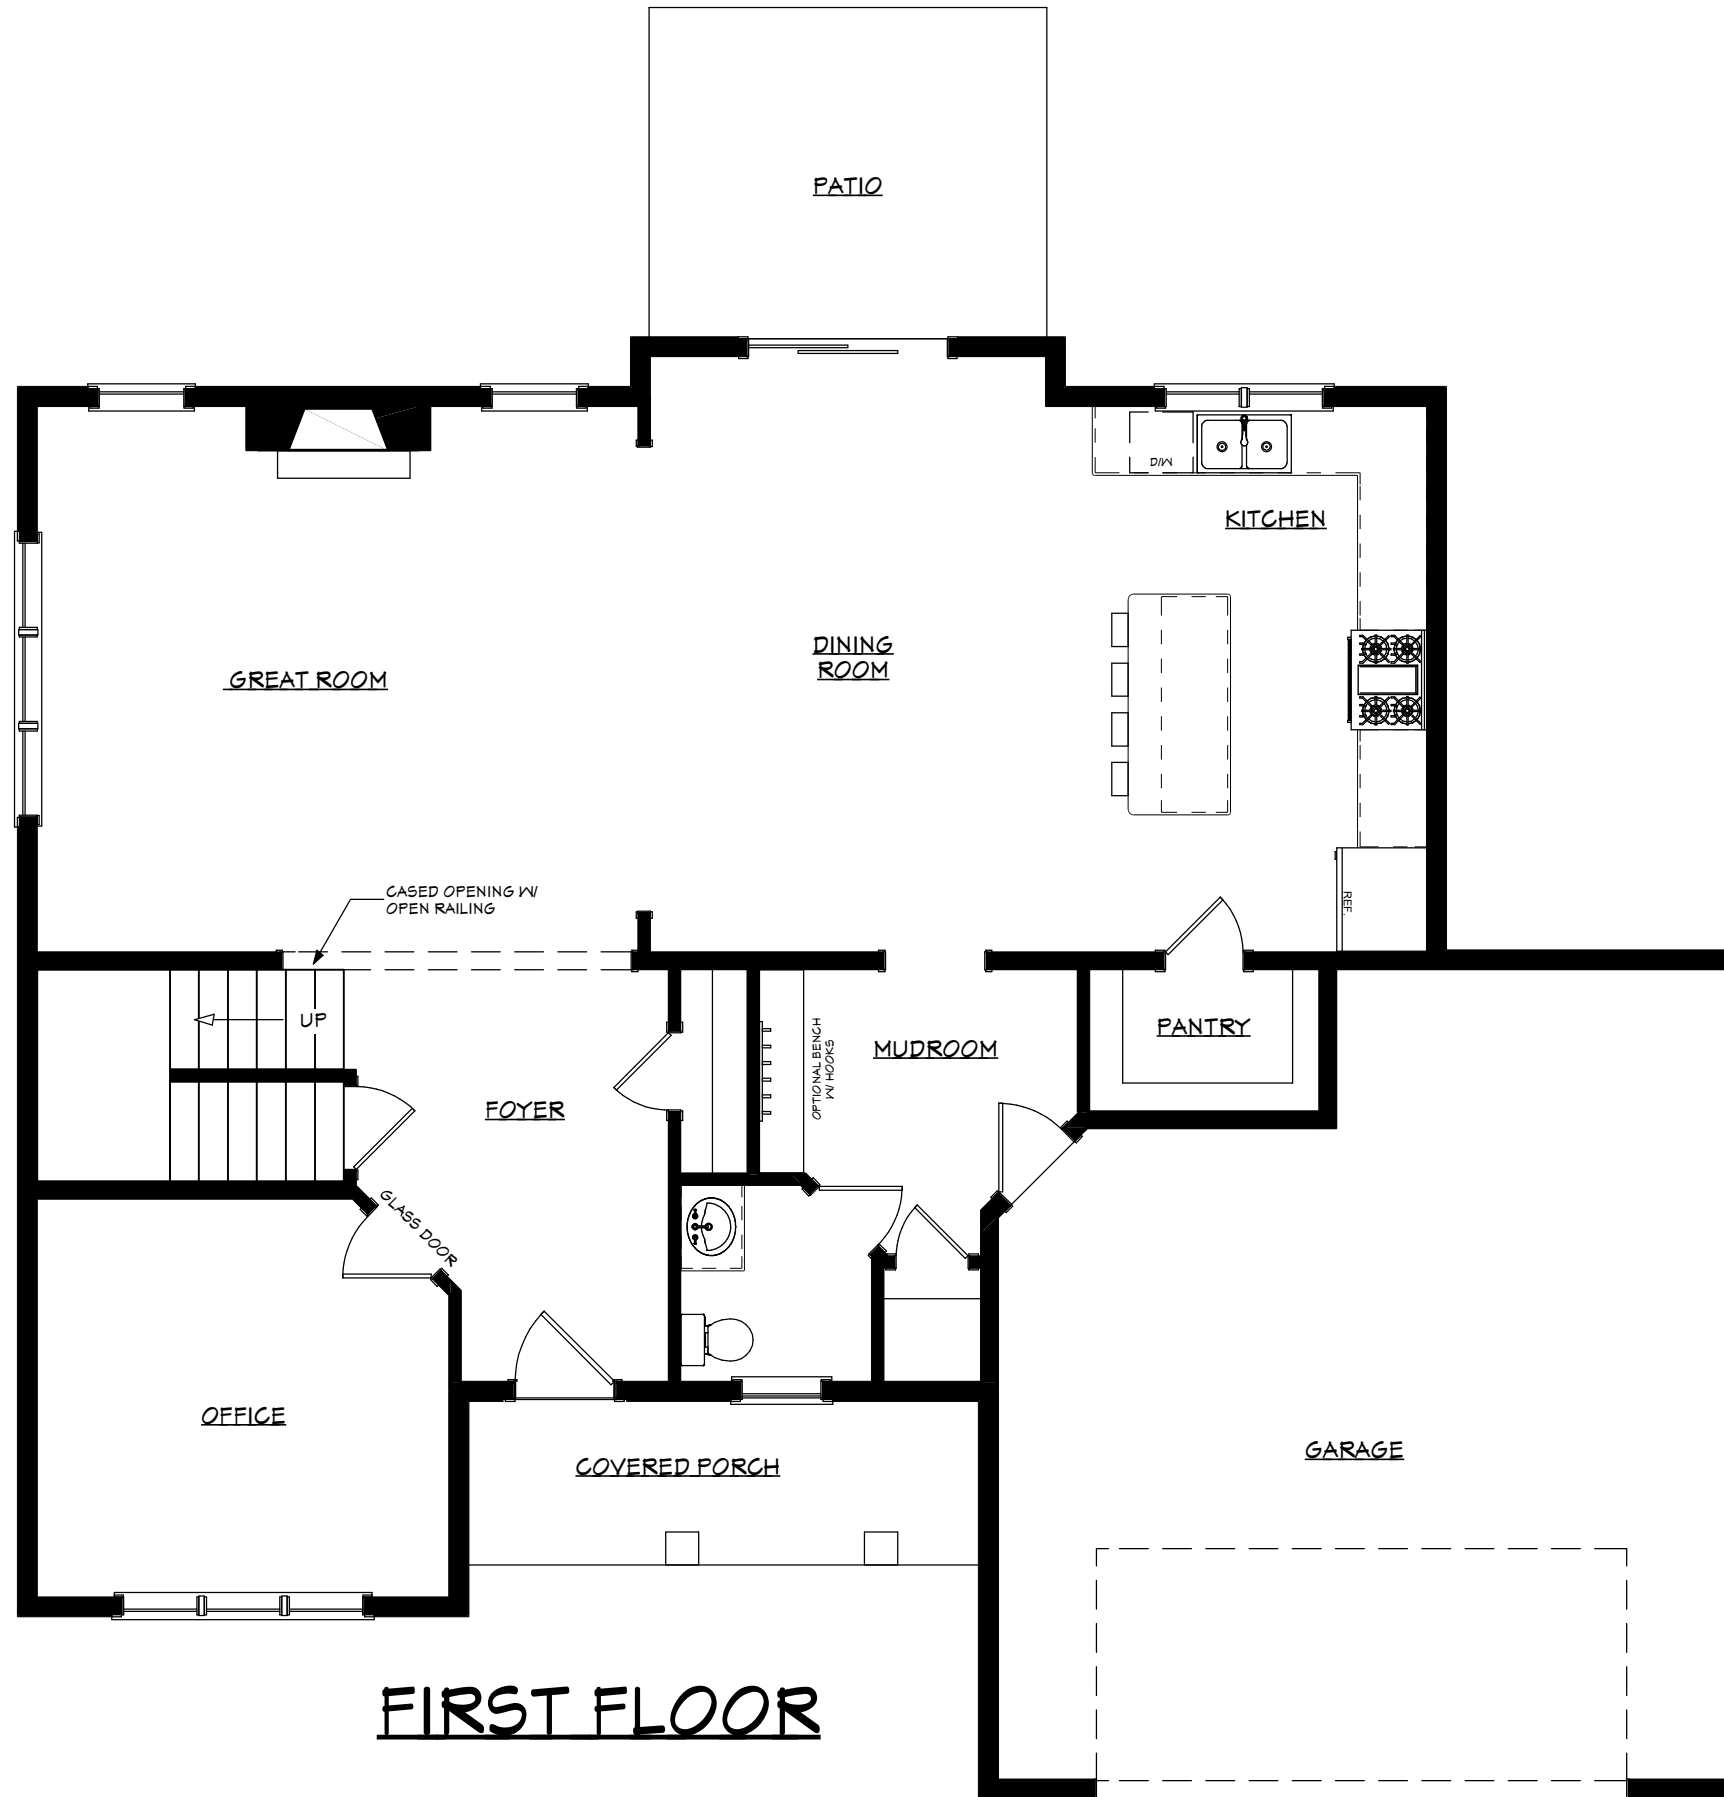 PATIO
D/W
KITCHEN
DINING
ROOM
GREAT ROOM
CASED OPENING W/
OPEN RAILING
REF.
UP
OPTIONAL BENCH
W/ HOOKS
MUDROOM
PANTRY
FOYER
GLASS DOOR
OFFICE
COVERED PORCH
GARAGE
FIRST FLOOR